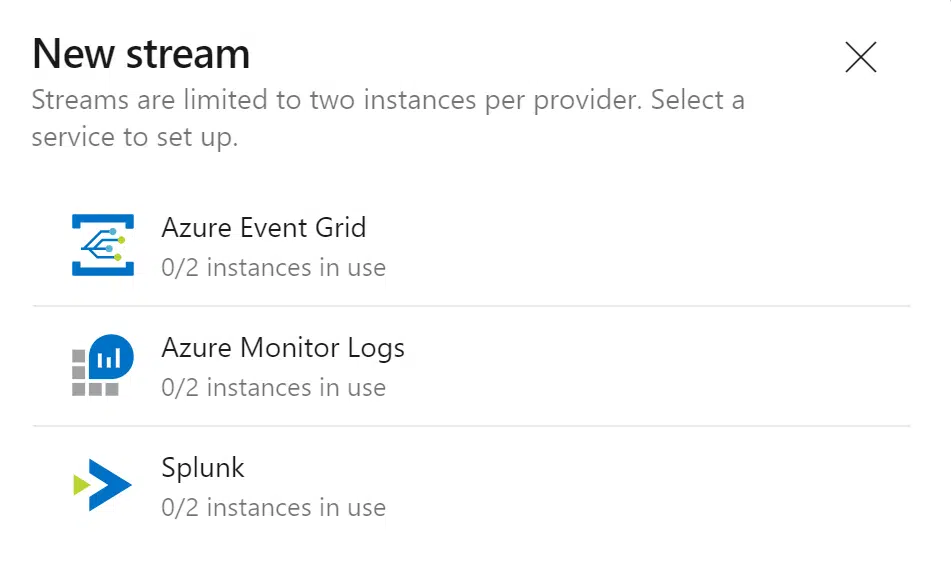 New stream
Streams are limited to two instances per provider. Select a
service to set up.
Azure Event Grid
0/2 instances in use
Azure Monitor Logs
0/2 instances in use
Splunk
0/2 instances in use